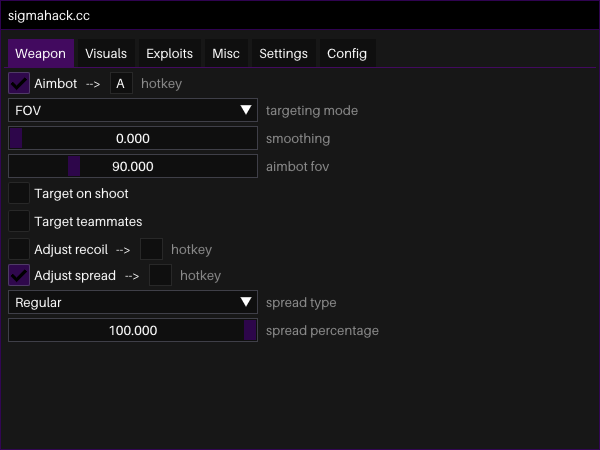 sigmahack.cc
Weapon Visuals Exploits Misc Settings Config
Aimbot --> A hotkey
FOV targeting mode
0.000 smoothing
90.000 aimbot fov
Target on shoot
Target teammates
Adjust recoil --> hotkey
Adjust spread --> hotkey
Regular spread type
100.000 spread percentage